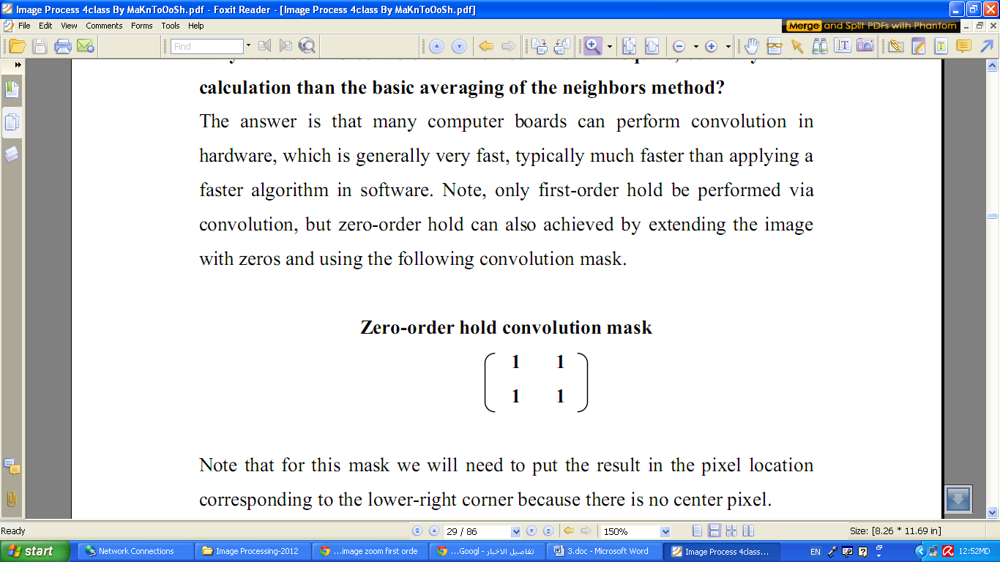 Image Process 4class By MaKnToOoSh.pdf - Foxit Reader - [Image Process 4class By MaKnToOoSh.pdf]
File Edit View Comments Forms Tools Help
Merge and Split PDFs with Phantom
Find
calculation than the basic averaging of the neighbors method?
The answer is that many computer boards can perform convolution in
hardware, which is generally very fast, typically much faster than applying a
faster algorithm in software. Note, only first-order hold be performed via
convolution, but zero-order hold can also achieved by extending the image
with zeros and using the following convolution mask.
Zero-order hold convolution mask
1 1
1 1
Note that for this mask we will need to put the result in the pixel location
corresponding to the lower-right corner because there is no center pixel.
Ready 29 / 86 150% Size: [8.26 * 11.69 in]
start Network Connections Image Processing-2012 ...image zoom first orde ...Googl - تفاصيل الاخبار 3.doc - Microsoft Word Image Process 4class... EN 12:52MD